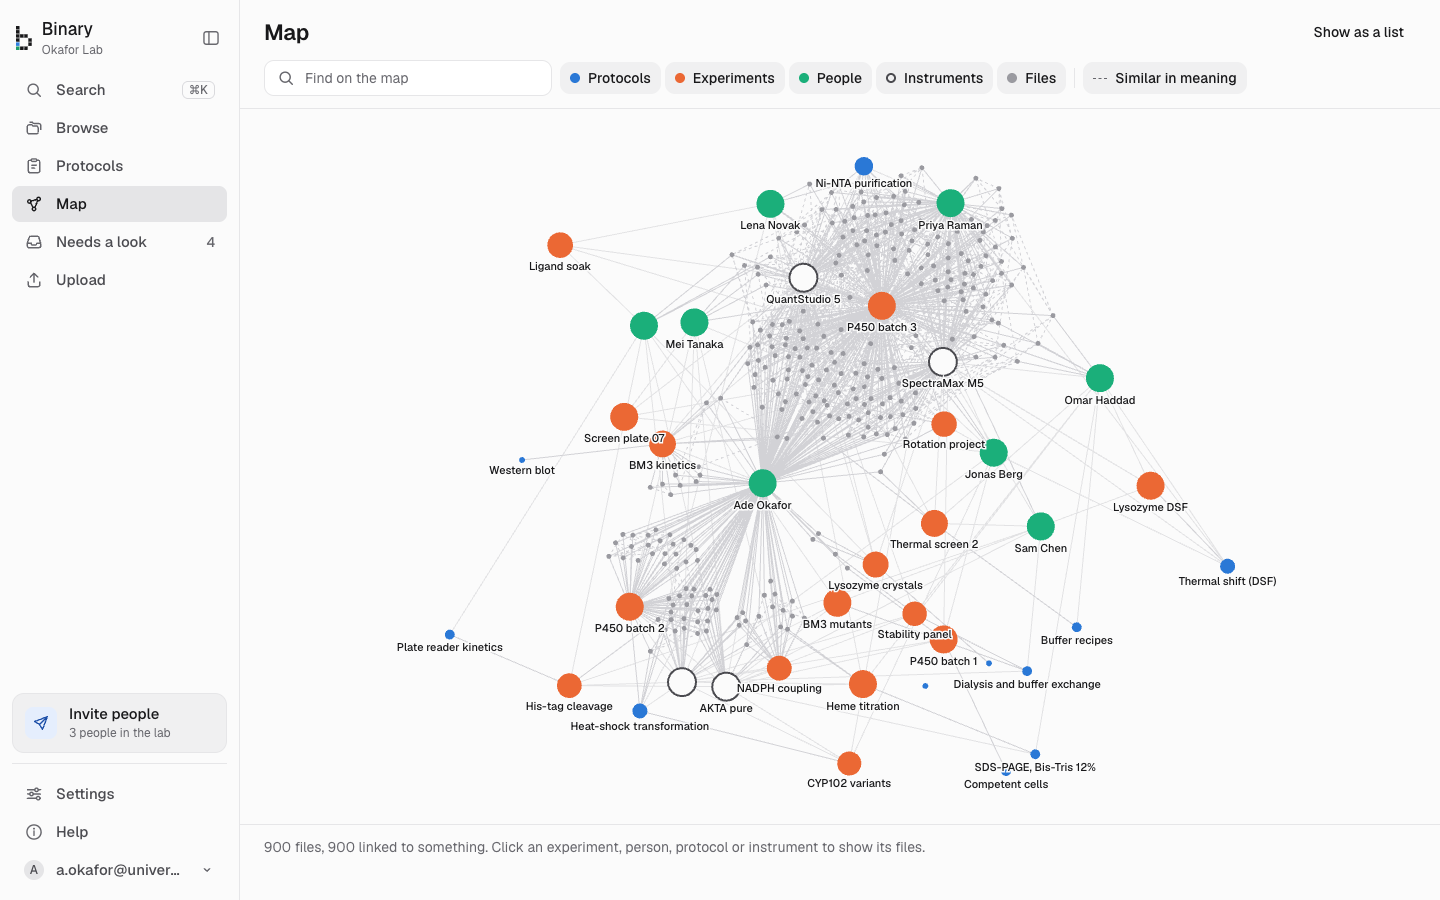 Binary
Okafor Lab
Search
⌘K
Browse
Protocols
Map
Needs a look
4
Upload
Invite people
3 people in the lab
Settings
Help
A
a.okafor@univer...
Map
Show as a list
Find on the map
Protocols
Experiments
People
Instruments
Files
Similar in meaning
Ni-NTA purification
Lena Novak
Priya Raman
Ligand soak
QuantStudio 5
P450 batch 3
Mei Tanaka
SpectraMax M5
Omar Haddad
Screen plate 07
Rotation project
BM3 kinetics
Western blot
Jonas Berg
Ade Okafor
Lysozyme DSF
Thermal screen 2
Sam Chen
Thermal shift (DSF)
Lysozyme crystals
P450 batch 2
BM3 mutants
Stability panel
Buffer recipes
Plate reader kinetics
P450 batch 1
NADPH coupling
Dialysis and buffer exchange
His-tag cleavage
AKTA pure
Heme titration
Heat-shock transformation
SDS-PAGE, Bis-Tris 12%
CYP102 variants
Competent cells
900 files, 900 linked to something. Click an experiment, person, protocol or instrument to show its files.